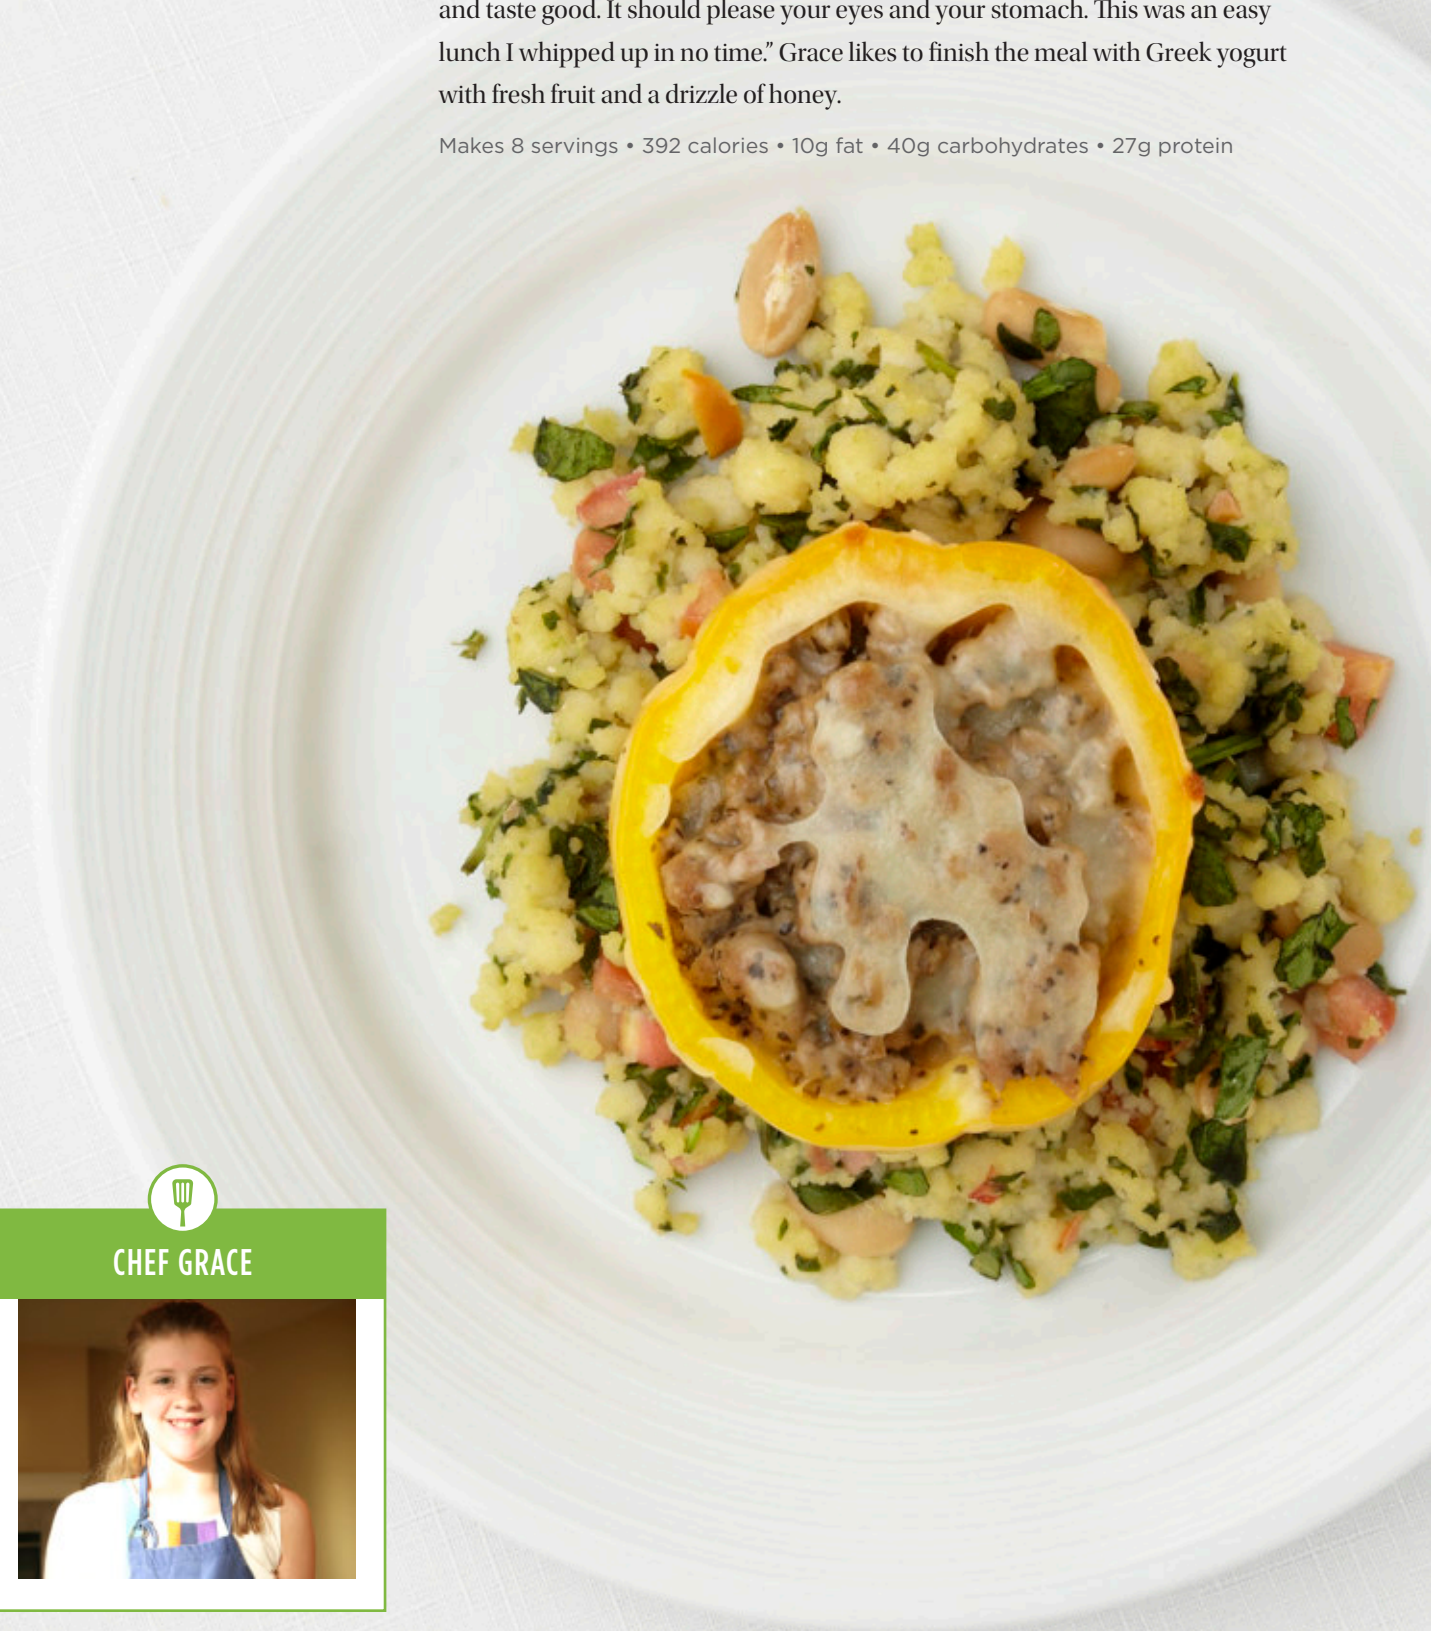 and taste good. It should please your eyes and your stomach. This was an easy
lunch I whipped up in no time.” Grace likes to finish the meal with Greek yogurt
with fresh fruit and a drizzle of honey.
Makes 8 servings • 392 calories • 10g fat • 40g carbohydrates • 27g protein
CHEF GRACE